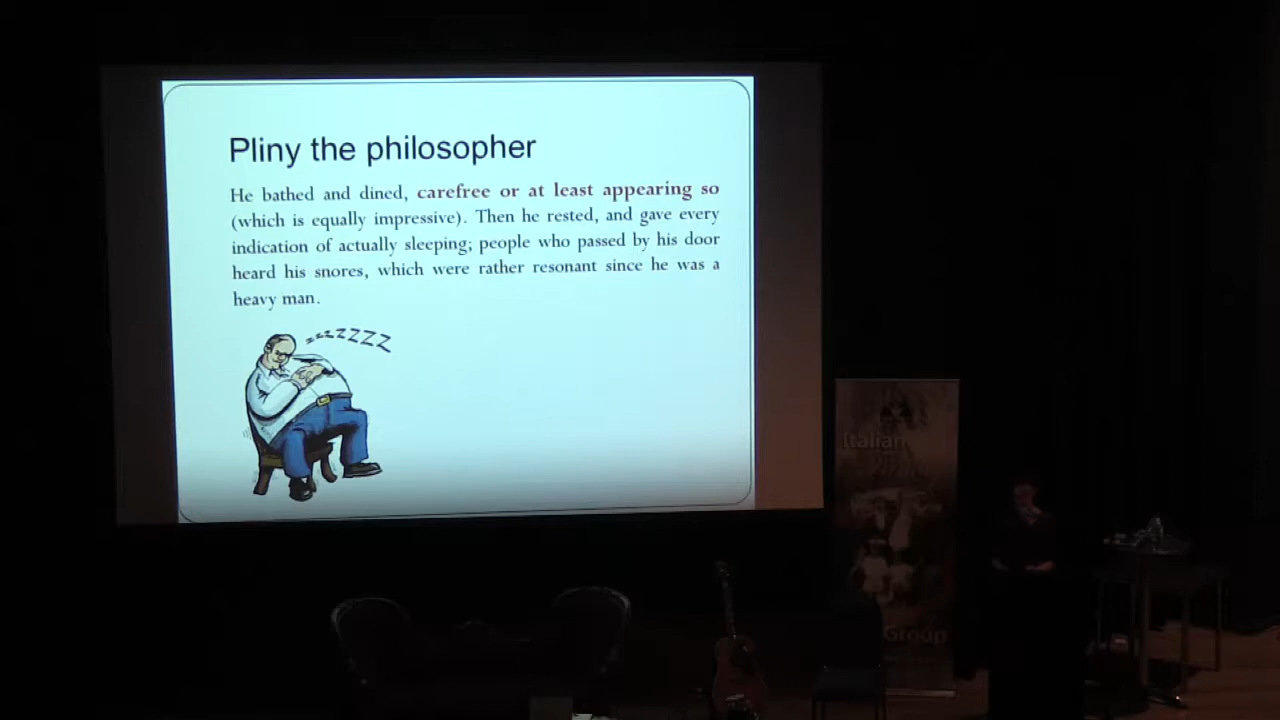 Pliny the philosopher
He bathed and dined, carefree or at least appearing so
(which is equally impressive). Then he rested, and gave every
indication of actually sleeping; people who passed by his door
heard his snores, which were rather resonant since he was a
heavy man.
zzzZZZZZ
Italian
Group